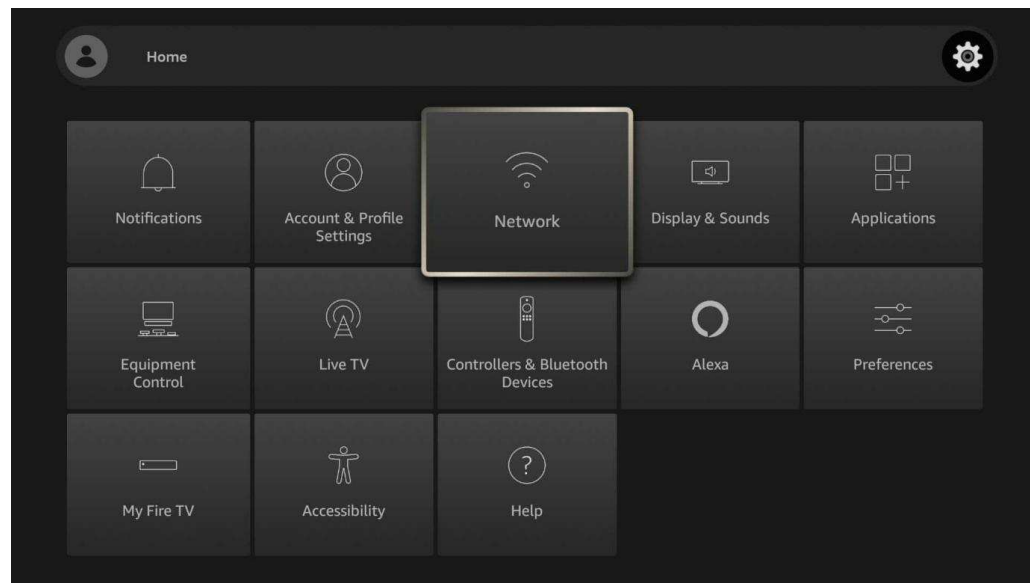 Home
Notifications
Account & Profile
Settings
Network
Display & Sounds
Applications
Equipment
Control
Live TV
Controllers & Bluetooth
Devices
Alexa
Preferences
My Fire TV
Accessibility
?
Help